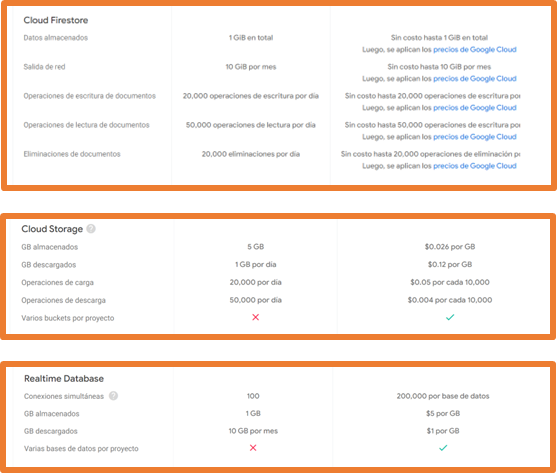 Cloud Firestore
Datos almacenados 1 GiB en total Sin costo hasta 1 GiB en total
Luego, se aplican los precios de Google Cloud
Salida de red 10 GiB por mes Sin costo hasta 10 GiB por mes
Luego, se aplican los precios de Google Cloud
Operaciones de escritura de documentos 20,000 operaciones de escritura por día Sin costo hasta 20,000 operaciones de escritura por
Luego, se aplican los precios de Google Cloud
Operaciones de lectura de documentos 50,000 operaciones de lectura por día Sin costo hasta 50,000 operaciones de escritura por
Luego, se aplican los precios de Google Cloud
Eliminaciones de documentos 20,000 eliminaciones por día Sin costo hasta 20,000 operaciones de eliminación
Luego, se aplican los precios de Google Cloud
Cloud Storage ?
GB almacenados 5 GB $0.026 por GB
GB descargados 1 GB por día $0.12 por GB
Operaciones de carga 20,000 por día $0.05 por cada 10,000
Operaciones de descarga 50,000 por día $0.004 por cada 10,000
Varios buckets por proyecto
Realtime Database
Conexiones simultáneas ? 100 200,000 por base de datos
GB almacenados 1 GB $5 por GB
GB descargados 10 GB por mes $1 por GB
Varias bases de datos por proyecto